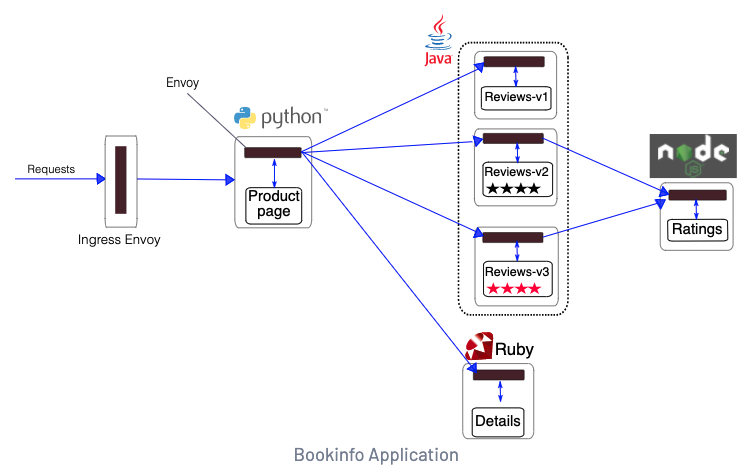 Java
Envoy
python™
Reviews-v1
node
JS
Requests
Product
page
Reviews-v2
★★★★
Ratings
Ingress Envoy
Reviews-v3
★★★★
Ruby
Details
Bookinfo Application